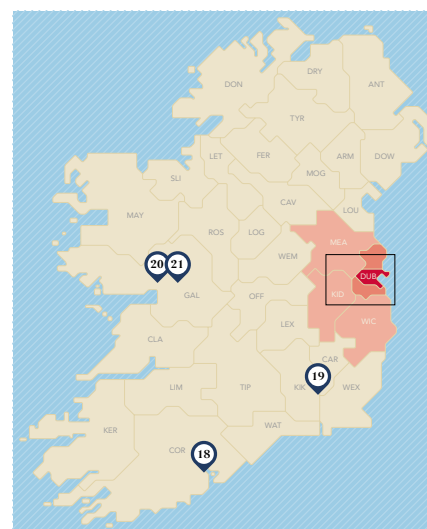 DRY
DON
ANT
TYR
LET
FER
ARM
DOW
SLI
MOG
CAV
MAY
LOU
ROS
LOG
MEA
WEM
20
21
DUB
GAL
OFF
KID
WIC
LEX
CLA
CAR
19
LIM
TIP
KIK
WEX
WAT
KER
COR
18